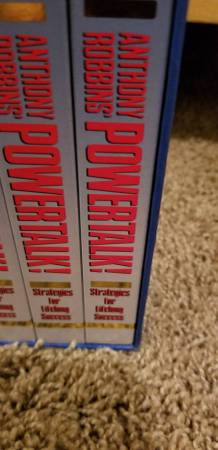 ANTHONY
ROBBINS'
POWERTALK!
Strategies
for
Lifelong
Success
ANTHONY
ROBBINS'
POWERTALK!
Strategies
for
Lifelong
Success